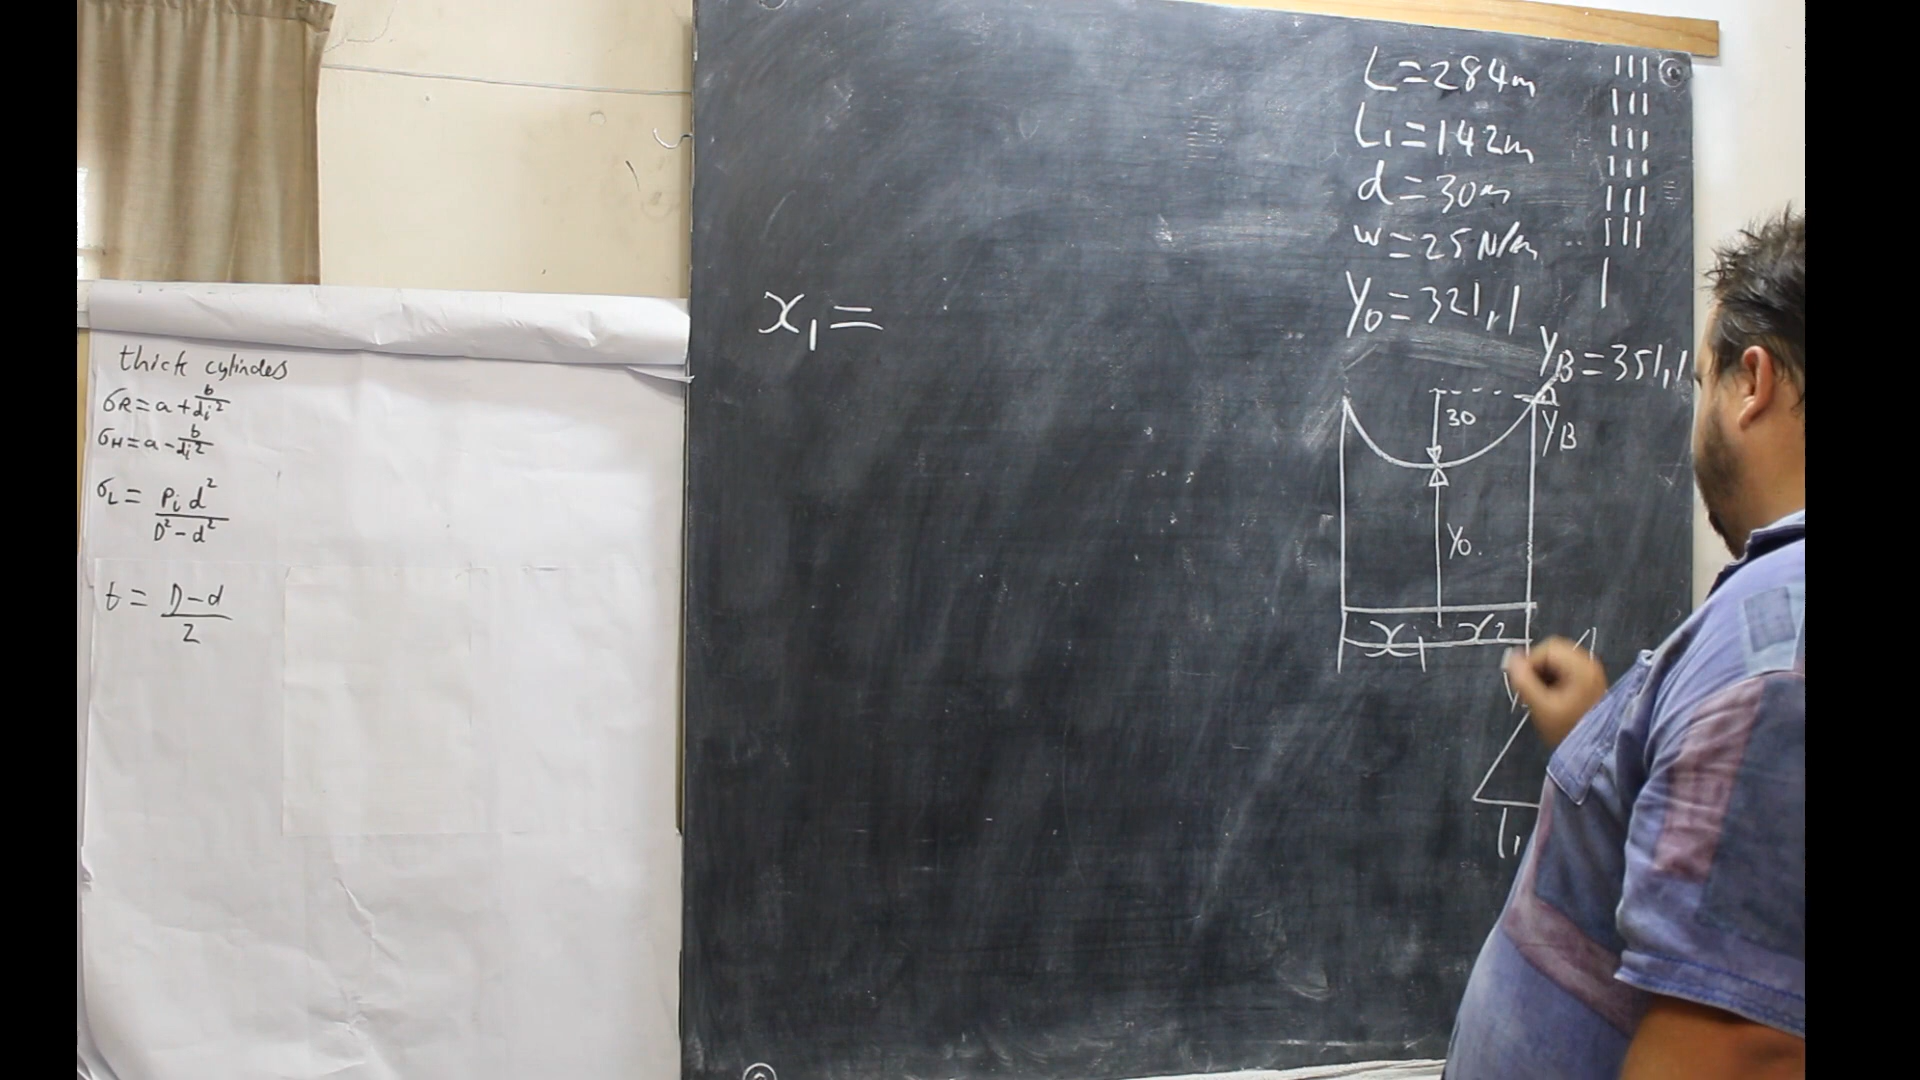 thick cylindes
σR = a + b/di²
σH = a - b/di²
σL = Pi d² / D² - d²
t = D - d / 2
x₁ =
L = 284m
L₁ = 142m
d = 30m
w = 25 N/m
y₀ = 321,1
yB = 351,1
30
yB
y₀
x₁ x₂
l₁